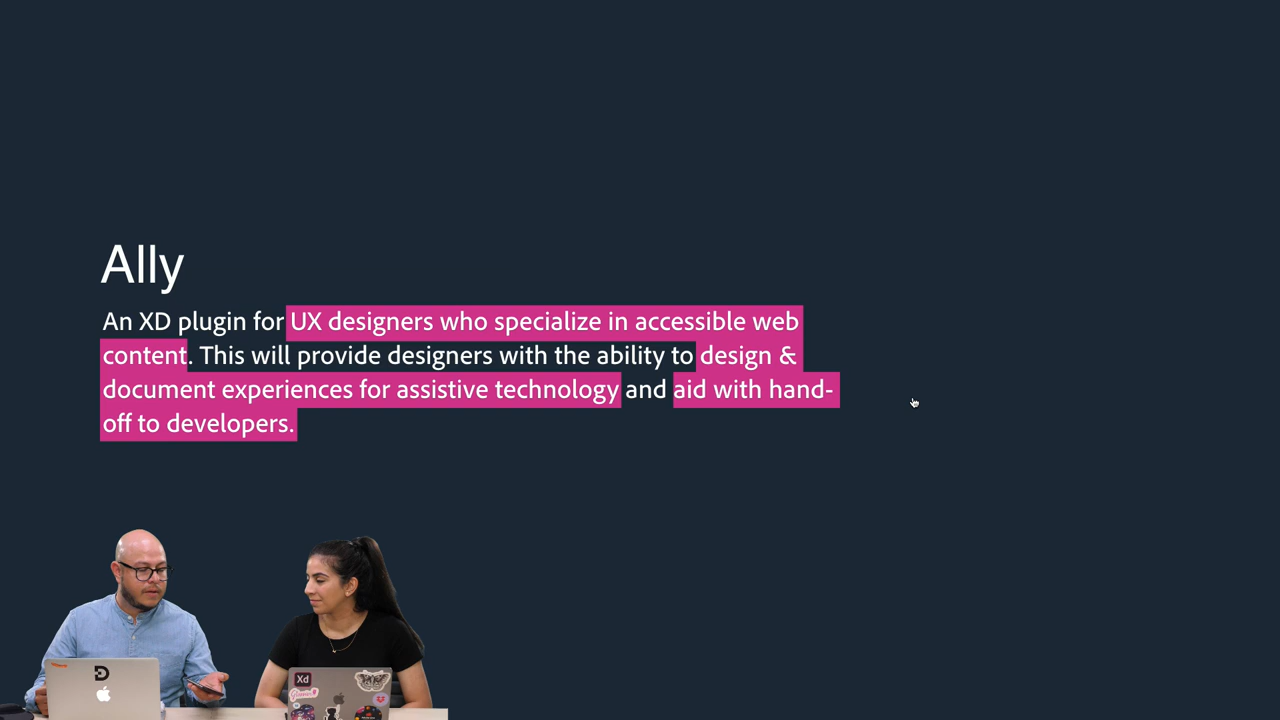 Ally
An XD plugin for UX designers who specialize in accessible web
content. This will provide designers with the ability to design &
document experiences for assistive technology and aid with hand-
off to developers.
Xd